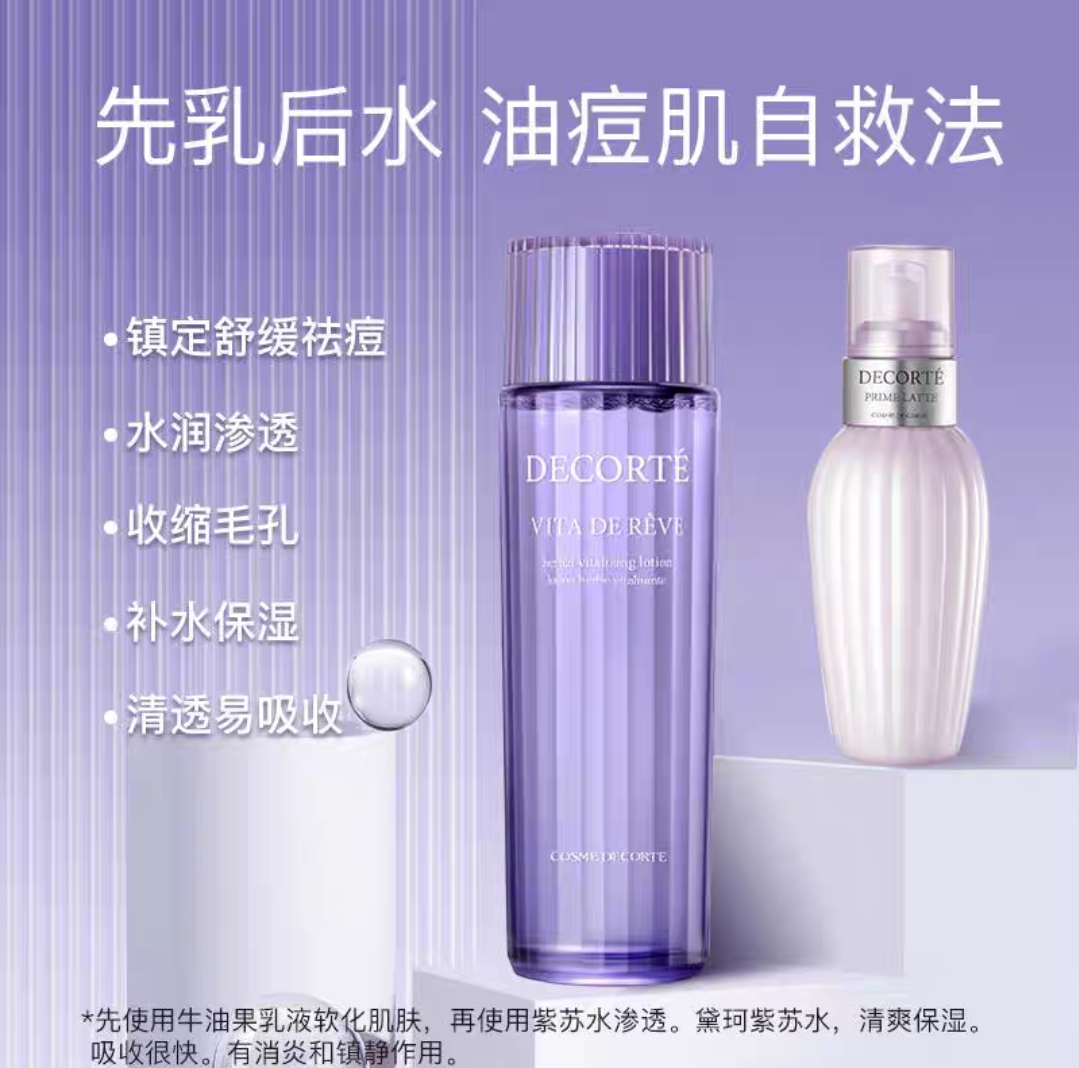 先乳后水 油痘肌自救法
•镇定舒缓祛痘
•水润渗透
•收缩毛孔
•补水保湿
•清透易吸收
DECORTÉ
VITA DE RÊVE
herbal vitalizing lotion
DECORTÉ
PRIME LATTE
COSME DECORTE
*先使用牛油果乳液软化肌肤，再使用紫苏水渗透。黛珂紫苏水，清爽保湿。
吸收很快。有消炎和镇静作用。